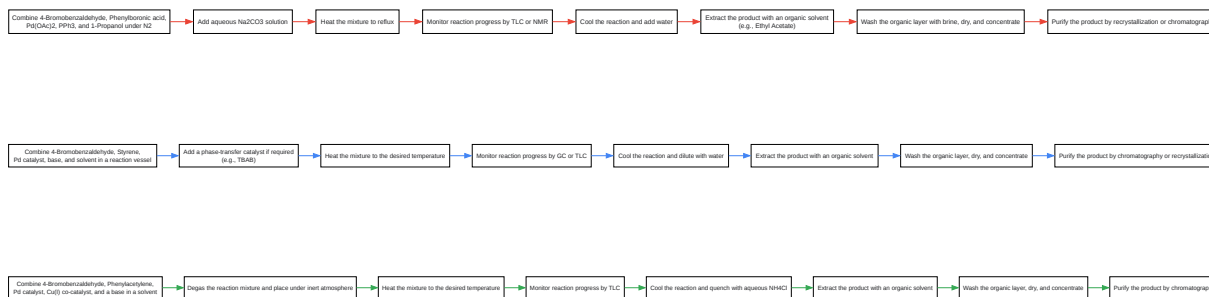 Combine 4-Bromobenzaldehyde, Phenylboronic acid,
Pd(OAc)2, PPh3, and 1-Propanol under N2
Add aqueous Na2CO3 solution
Heat the mixture to reflux
Monitor reaction progress by TLC or NMR
Cool the reaction and add water
Extract the product with an organic solvent
(e.g., Ethyl Acetate)
Wash the organic layer with brine, dry, and concentrate
Purify the product by recrystallization or
Combine 4-Bromobenzaldehyde, Styrene,
Pd catalyst, base, and solvent in a reaction vessel
Add a phase-transfer catalyst if required
(e.g., TBAB)
Heat the mixture to the desired temperature
Monitor reaction progress by GC or TLC
Cool the reaction and dilute with water
Extract the product with an organic solvent
Wash the organic layer, dry, and concentrate
Purify the product by chromatography or
Combine 4-Bromobenzaldehyde, Phenylacetylene,
Pd catalyst, Cu(I) co-catalyst, and a base in a solvent
Degas the reaction mixture and place under inert atmosphere
Heat the mixture to the desired temperature
Monitor reaction progress by TLC
Cool the reaction and quench with aqueous NH4Cl
Extract the product with an organic solvent
Wash the organic layer, dry, and concentrate
Purify the product by